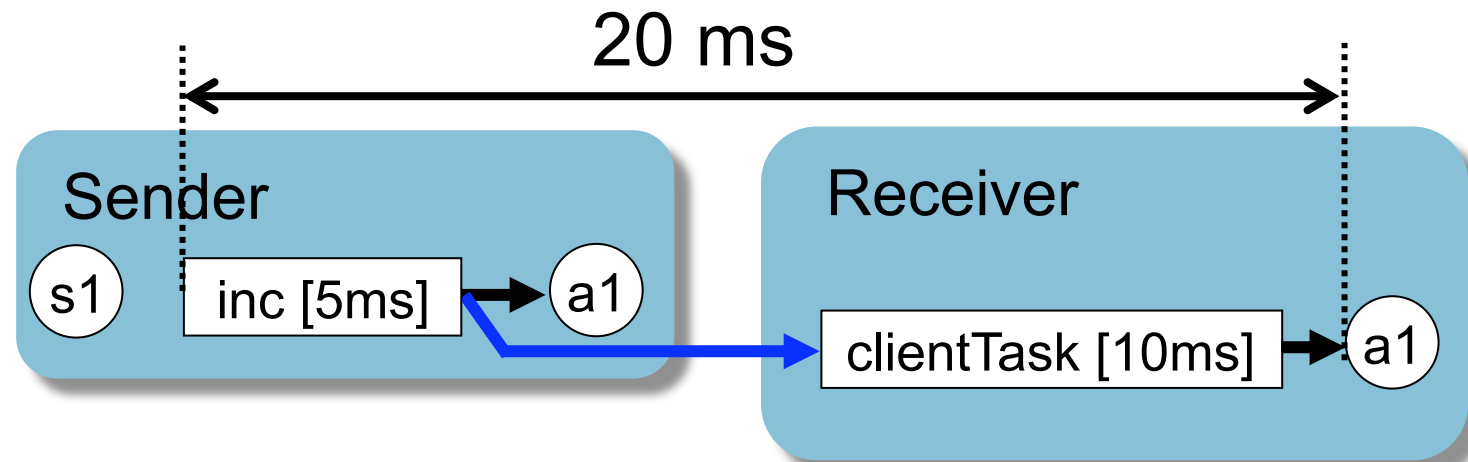 20 ms
Sender
Receiver
s1
inc [5ms]
a1
clientTask [10ms]
a1